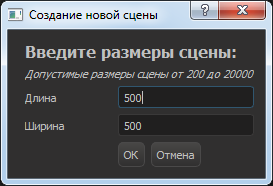 Создание новой сцены
Введите размеры сцены:
Допустимые размеры сцены от 200 до 20000
Длина 500
Ширина 500
OK Отмена